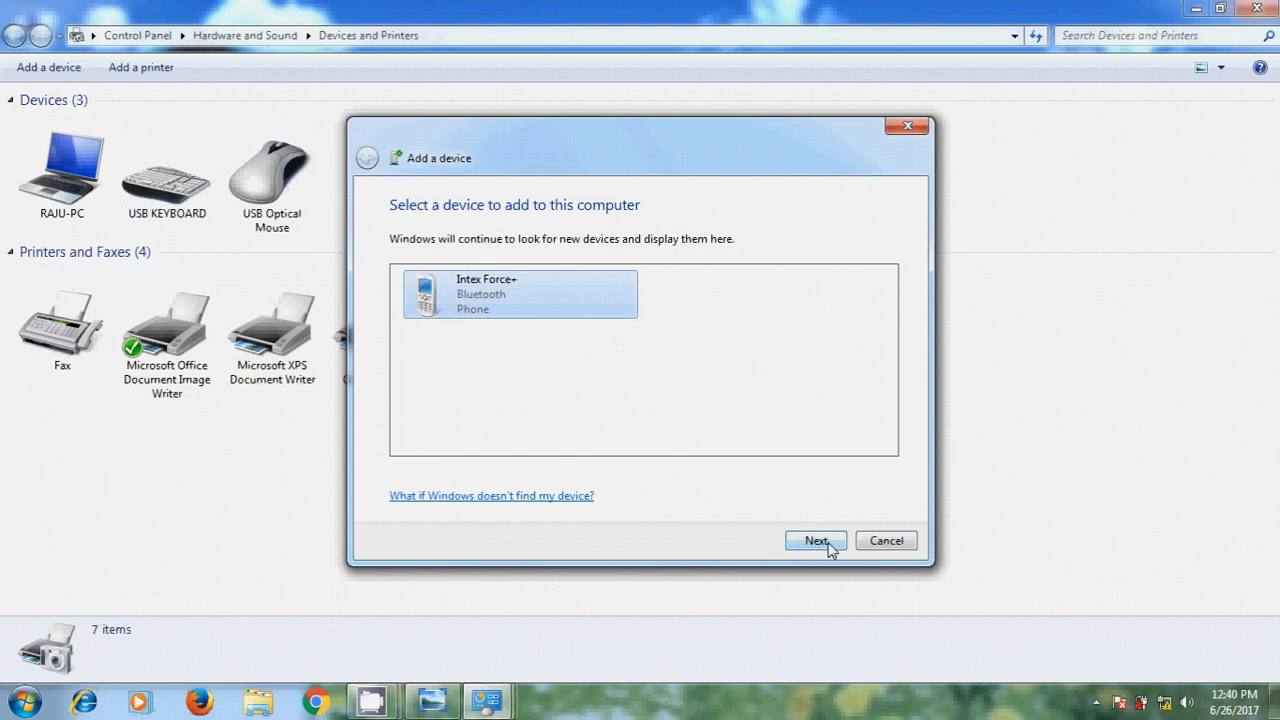 Control Panel
Hardware and Sound
Devices and Printers
Search Devices and Printers
Add a device
Add a printer
Devices (3)
RAJU-PC
USB KEYBOARD
USB Optical
Mouse
Printers and Faxes (4)
Fax
Microsoft Office
Document Image
Writer
Microsoft XPS
Document Writer
Add a device
Select a device to add to this computer
Windows will continue to look for new devices and display them here.
Intex Force+
Bluetooth
Phone
What if Windows doesn't find my device?
Next
Cancel
7 items
12:40 PM
6/26/2017